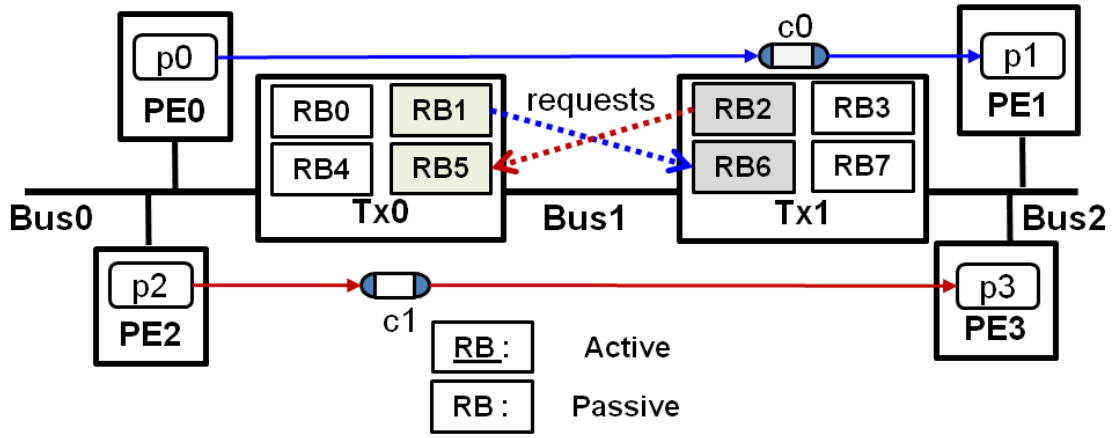 c0
p0
p1
PE0
PE1
RB0
RB1
requests
RB2
RB3
RB4
RB5
RB6
RB7
Tx0
Tx1
Bus0
Bus1
Bus2
p2
p3
c1
PE2
PE3
RB : Active
RB : Passive